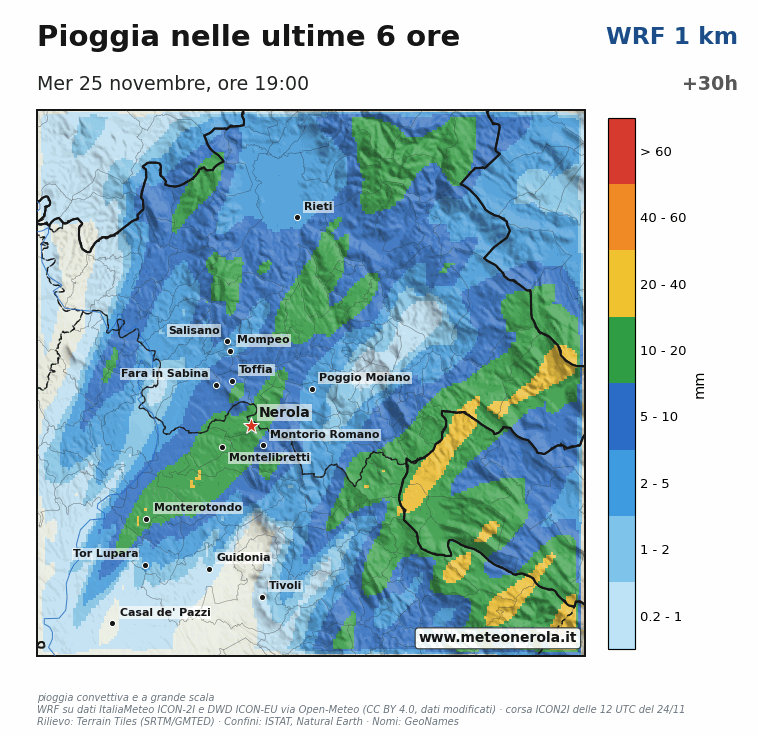 Pioggia nelle ultime 6 ore
WRF 1 km
Mer 25 novembre, ore 19:00
+30h
Rieti
Salisano
Mompeo
Fara in Sabina
Toffia
Poggio Moiano
Nerola
Montorio Romano
Montelibretti
Monterotondo
Tor Lupara
Guidonia
Tivoli
Casal de' Pazzi
www.meteonerola.it
> 60
40 - 60
20 - 40
10 - 20
5 - 10
2 - 5
1 - 2
0.2 - 1
mm
pioggia convettiva e a grande scala
WRF su dati ItaliaMeteo ICON-2I e DWD ICON-EU via Open-Meteo (CC BY 4.0, dati modificati) · corsa ICON2I delle 12 UTC del 24/11
Rilievo: Terrain Tiles (SRTM/GMTED) · Confini: ISTAT, Natural Earth · Nomi: GeoNames